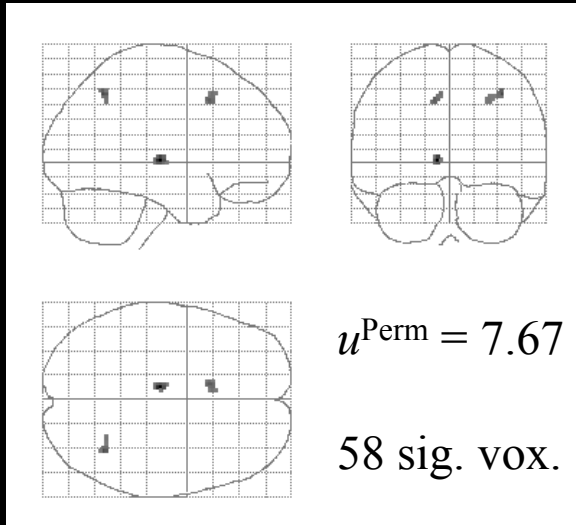 u^Perm = 7.67
58 sig. vox.